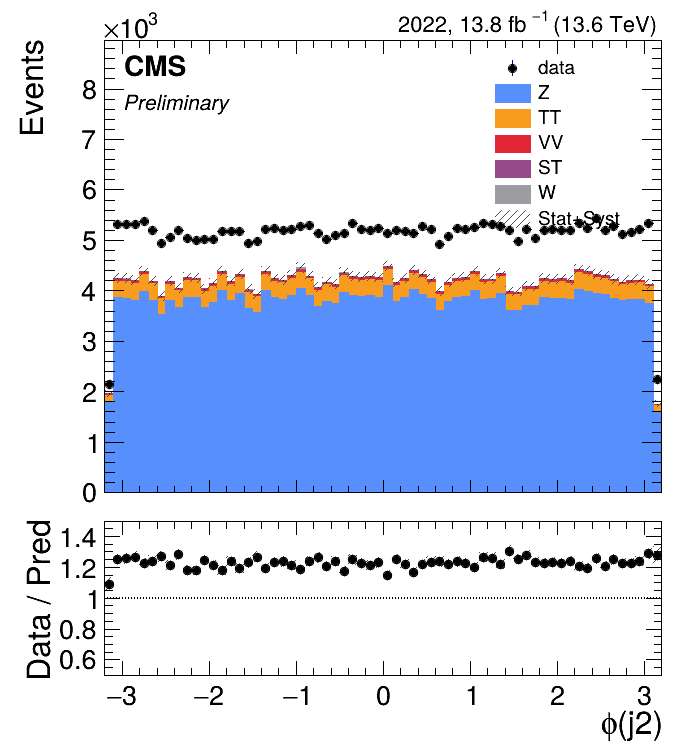 ×10³
2022, 13.8 fb⁻¹ (13.6 TeV)
Events
CMS
Preliminary
data
Z
TT
VV
ST
W
Stat+Syst
8
7
6
5
4
3
2
1
0
Data / Pred
1.4
1.2
1
0.8
0.6
−3 −2 −1 0 1 2 3
ϕ(j2)